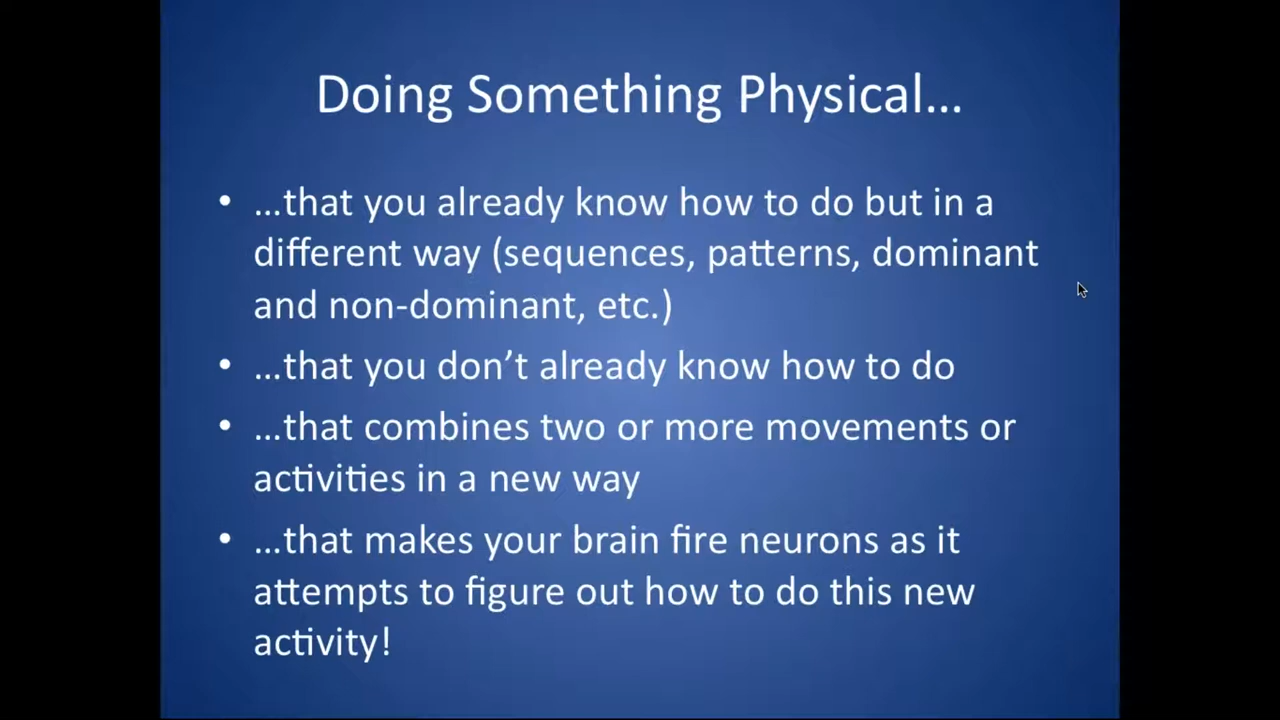 Doing Something Physical...
• ...that you already know how to do but in a
different way (sequences, patterns, dominant
and non-dominant, etc.)
• ...that you don’t already know how to do
• ...that combines two or more movements or
activities in a new way
• ...that makes your brain fire neurons as it
attempts to figure out how to do this new
activity!